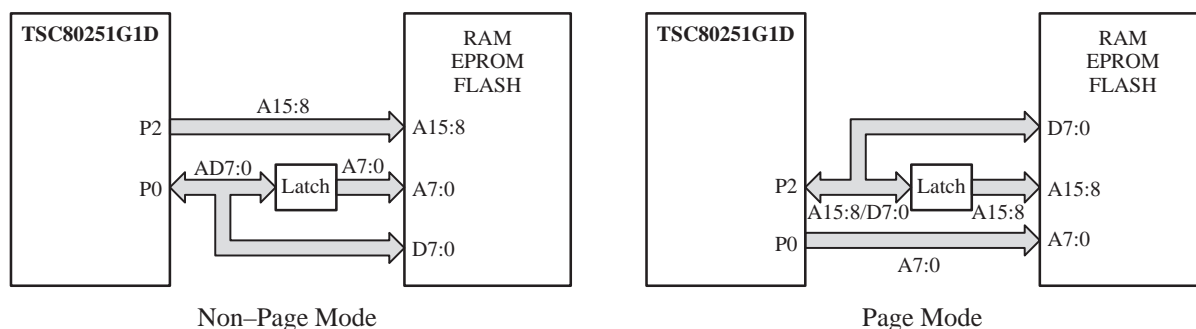 TSC80251G1D
RAM
EPROM
FLASH
A15:8
P2
A15:8
AD7:0
A7:0
P0
Latch
A7:0
D7:0
Non–Page Mode
TSC80251G1D
RAM
EPROM
FLASH
D7:0
P2
Latch
A15:8
A15:8/D7:0
A15:8
P0
A7:0
A7:0
Page Mode